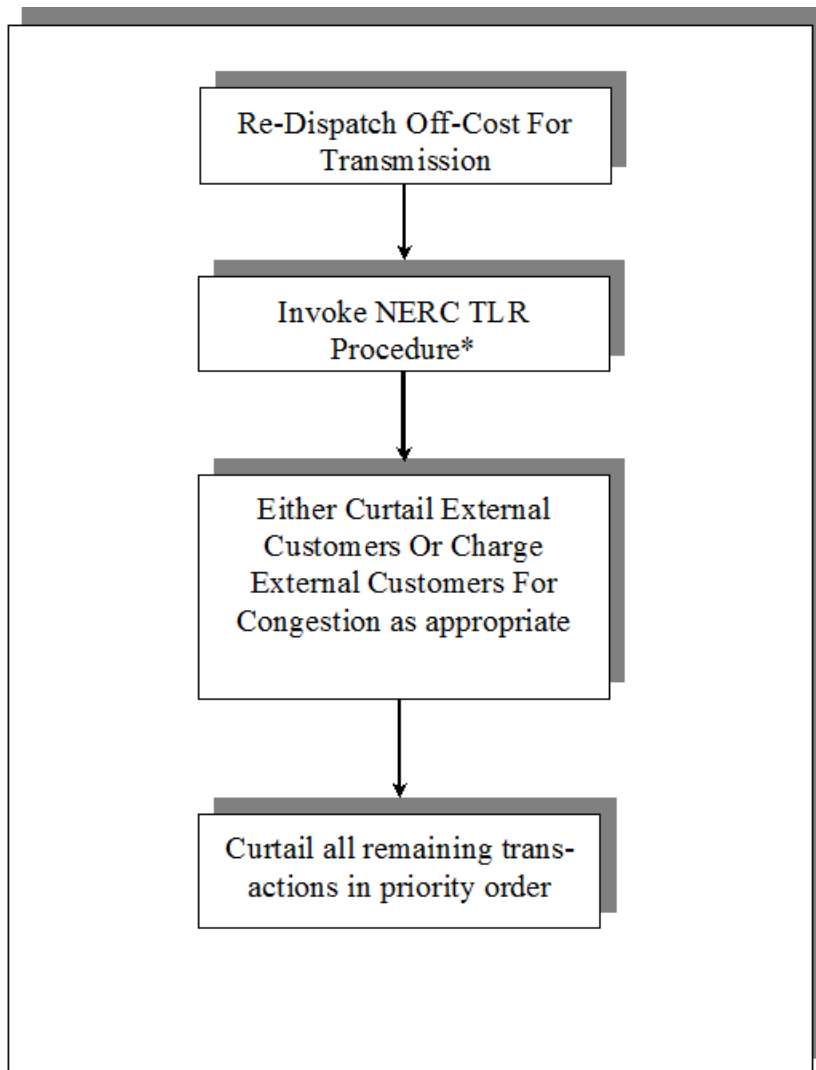 Re-Dispatch Off-Cost For
Transmission
Invoke NERC TLR
Procedure*
Either Curtail External
Customers Or Charge
External Customers For
Congestion as appropriate
Curtail all remaining trans-
actions in priority order